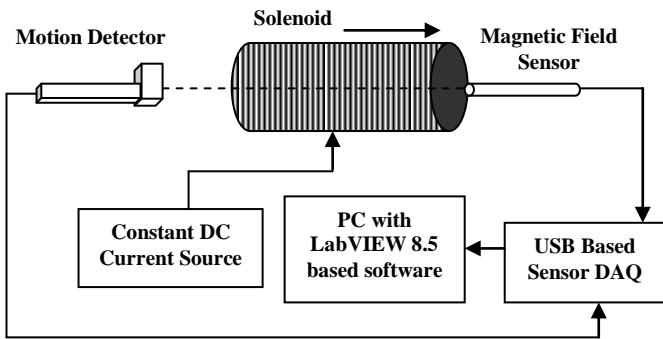 Solenoid
Motion Detector
Magnetic Field
Sensor
Constant DC
Current Source
PC with
LabVIEW 8.5
based software
USB Based
Sensor DAQ